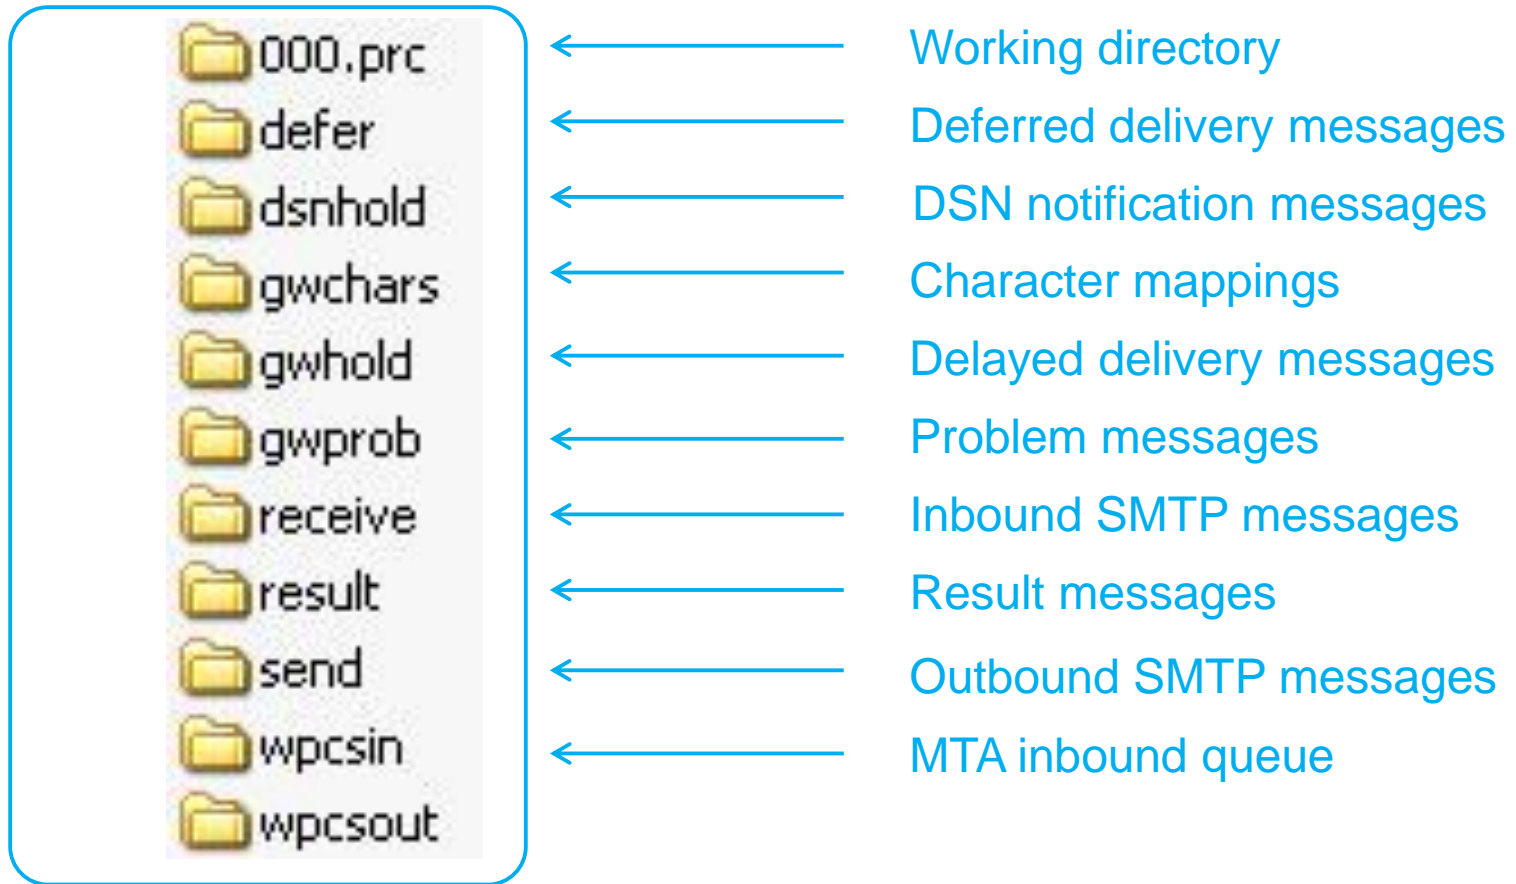 000.prc Working directory
defer Deferred delivery messages
dsnhold DSN notification messages
gwchars Character mappings
gwhold Delayed delivery messages
gwprob Problem messages
receive Inbound SMTP messages
result Result messages
send Outbound SMTP messages
wpcsin MTA inbound queue
wpcsout